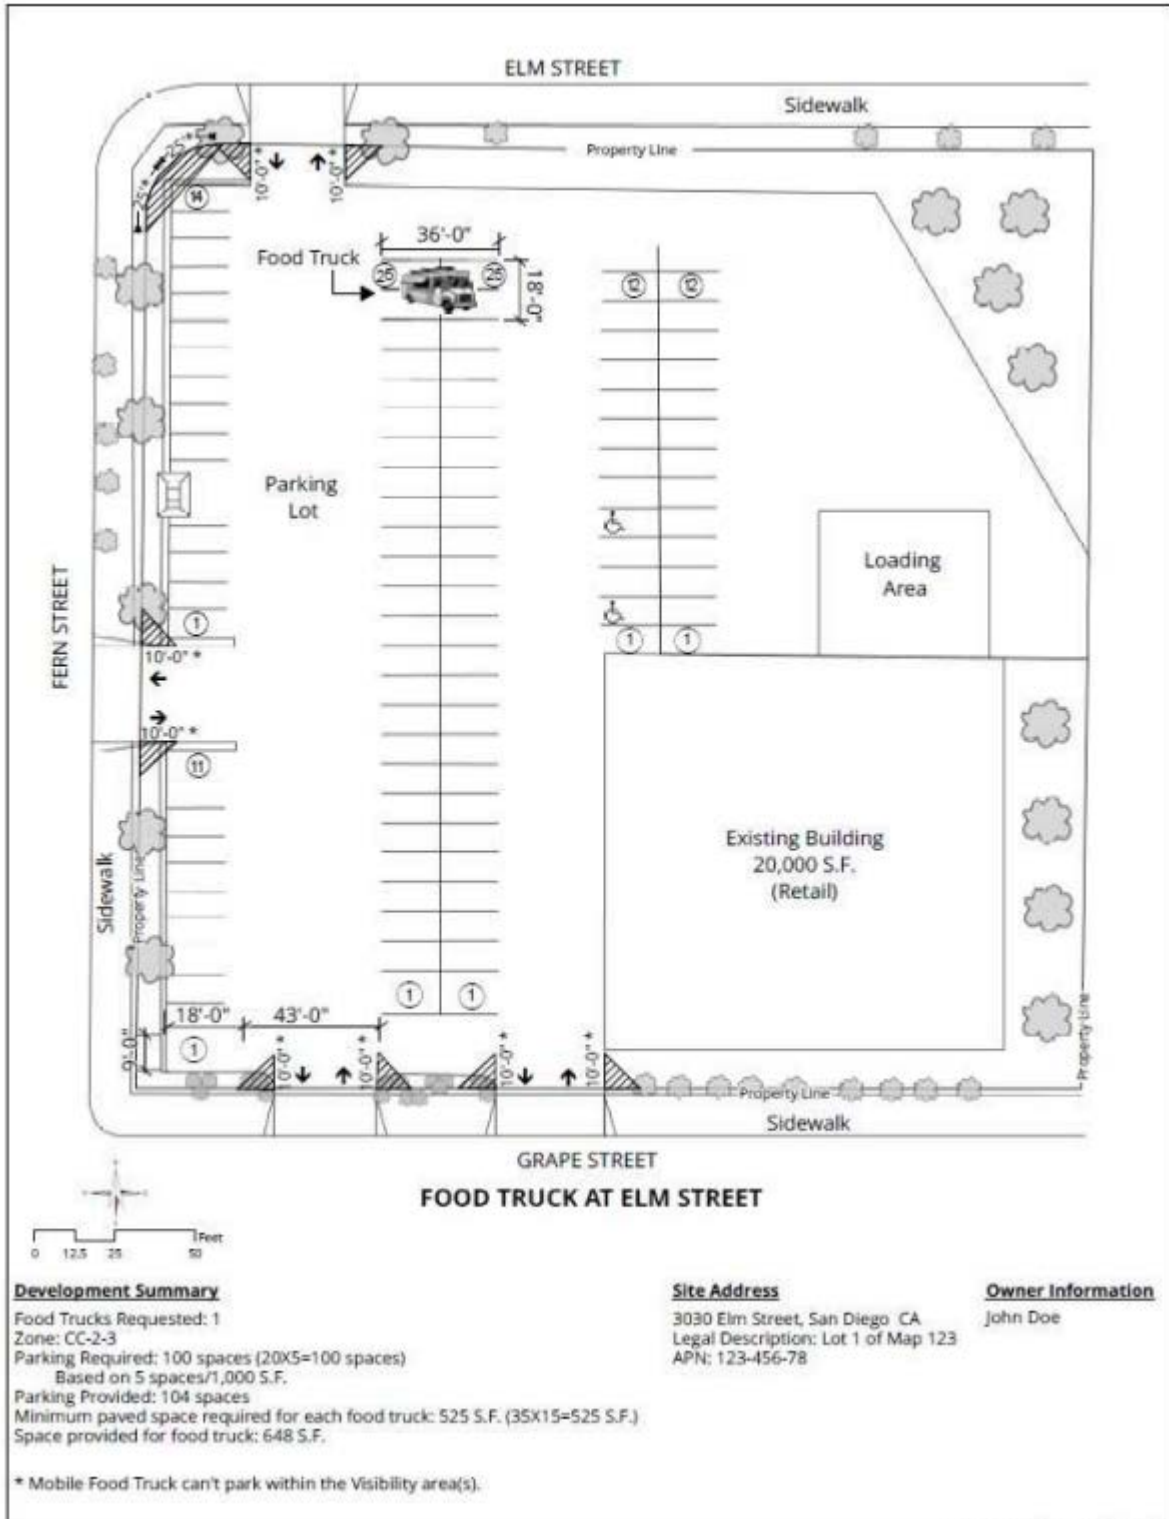 ELM STREET
Sidewalk
Property Line
25'*
25'*
10'-0" *
10'-0" *
14
36'-0"
Food Truck
26
25
18'-0"
13
13
Parking
Lot
Loading
Area
FERN STREET
1
1
1
10'-0" *
10'-0" *
11
Existing Building
20,000 S.F.
(Retail)
Sidewalk
Property Line
1
1
18'-0"
43'-0"
9'-0"
1
10'-0" *
10'-0" *
10'-0" *
10'-0" *
Property Line
Property Line
Sidewalk
GRAPE STREET
FOOD TRUCK AT ELM STREET
Feet
0 12.5 25 50
Development Summary
Food Trucks Requested: 1
Zone: CC-2-3
Parking Required: 100 spaces (20X5=100 spaces)
Based on 5 spaces/1,000 S.F.
Parking Provided: 104 spaces
Minimum paved space required for each food truck: 525 S.F. (35X15=525 S.F.)
Space provided for food truck: 648 S.F.
* Mobile Food Truck can't park within the Visibility area(s).
Site Address
3030 Elm Street, San Diego CA
Legal Description: Lot 1 of Map 123
APN: 123-456-78
Owner Information
John Doe